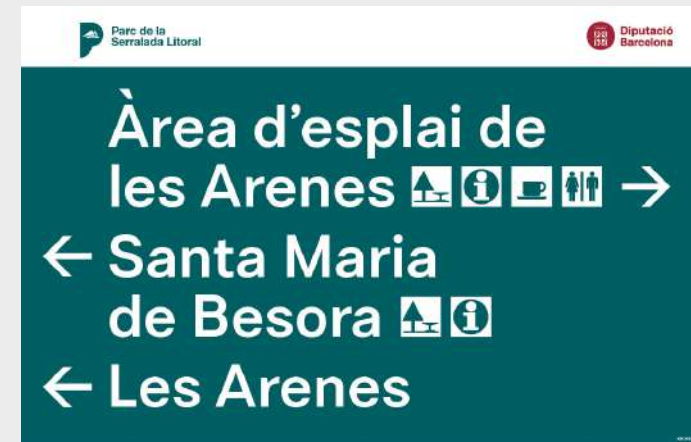 Parc de la
Serralada Litoral
Diputació
Barcelona
Àrea d'esplai de
les Arenes
Santa Maria
de Besora
Les Arenes